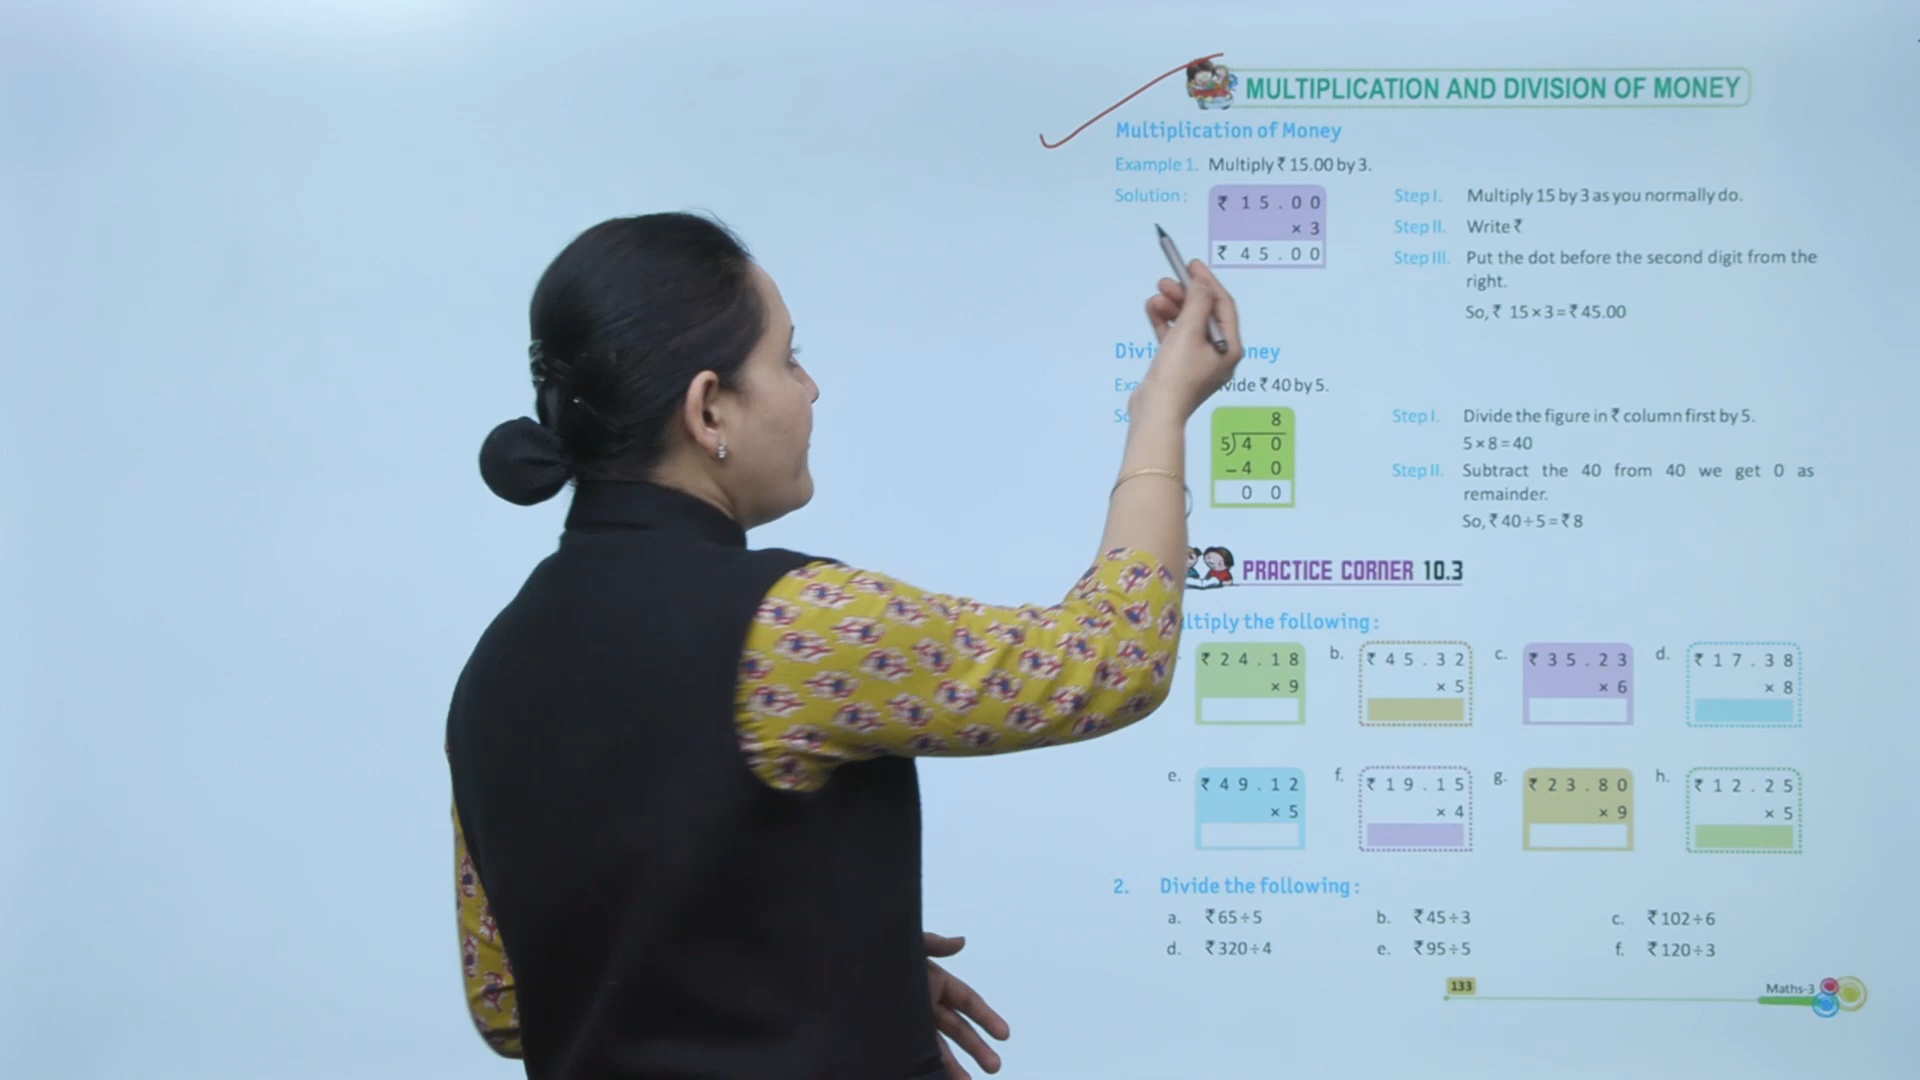 MULTIPLICATION AND DIVISION OF MONEY
Multiplication of Money
Example 1. Multiply ₹ 15.00 by 3.
Solution :
₹ 1 5 . 0 0
× 3
₹ 4 5 . 0 0
Step I. Multiply 15 by 3 as you normally do.
Step II. Write ₹
Step III. Put the dot before the second digit from the
right.
So, ₹ 15 × 3 = ₹ 45.00
₹ 40 by 5.
8
5) 4 0
– 4 0
0 0
Step I. Divide the figure in ₹ column first by 5.
5 × 8 = 40
Step II. Subtract the 40 from 40 we get 0 as
remainder.
So, ₹ 40 ÷ 5 = ₹ 8
PRACTICE CORNER 10.3
the following :
₹ 2 4 . 1 8
× 9
b. ₹ 4 5 . 3 2
× 5
c. ₹ 3 5 . 2 3
× 6
d. ₹ 1 7 . 3 8
× 8
e. ₹ 4 9 . 1 2
× 5
f. ₹ 1 9 . 1 5
× 4
g. ₹ 2 3 . 8 0
× 9
h. ₹ 1 2 . 2 5
× 5
2. Divide the following :
a. ₹ 65 ÷ 5 b. ₹ 45 ÷ 3 c. ₹ 102 ÷ 6
d. ₹ 320 ÷ 4 e. ₹ 95 ÷ 5 f. ₹ 120 ÷ 3
133
Maths-3